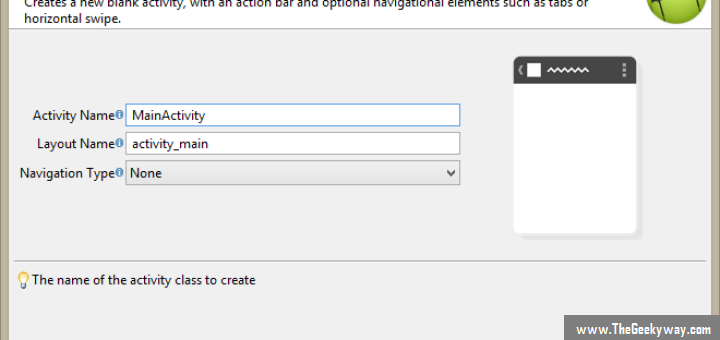 Creates a new blank activity, with an action bar and optional navigational elements such as tabs or
horizontal swipe.
Activity Name
MainActivity
Layout Name
activity_main
Navigation Type
None
The name of the activity class to create
www.TheGeekyway.com